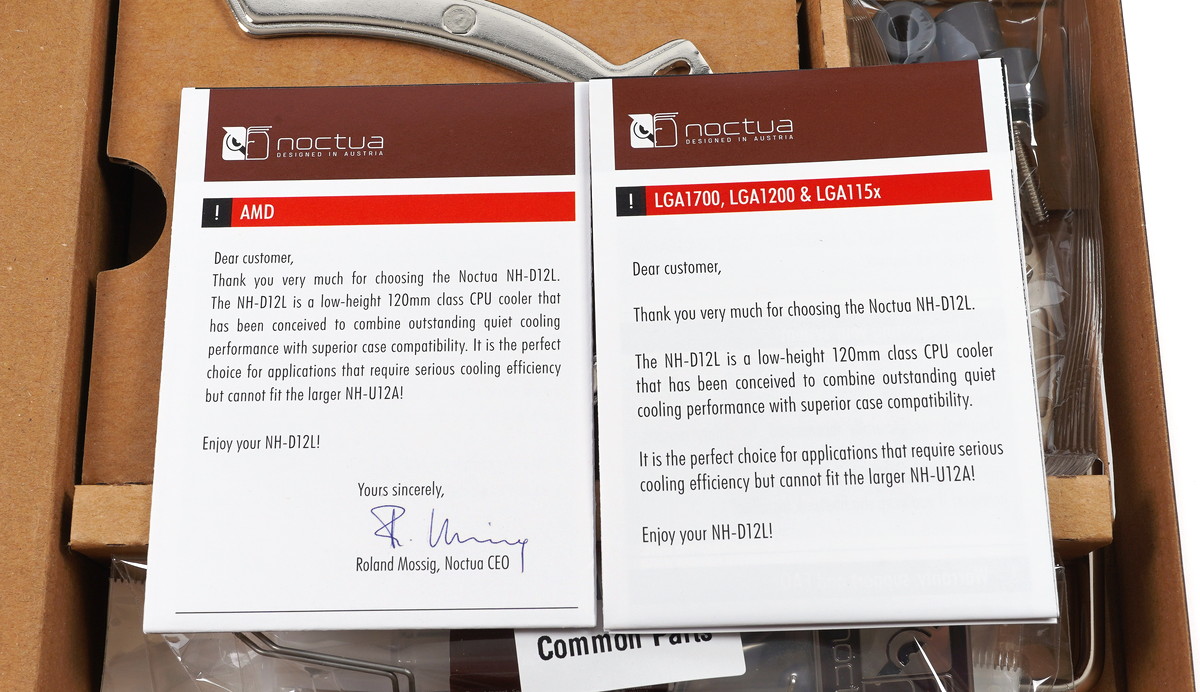 noctua
DESIGNED IN AUSTRIA
! AMD
Dear customer,
Thank you very much for choosing the Noctua NH-D12L.
The NH-D12L is a low-height 120mm class CPU cooler that
has been conceived to combine outstanding quiet cooling
performance with superior case compatibility. It is the perfect
choice for applications that require serious cooling efficiency
but cannot fit the larger NH-U12A!
Enjoy your NH-D12L!
Yours sincerely,
Roland Mossig, Noctua CEO
noctua
DESIGNED IN AUSTRIA
! LGA1700, LGA1200 & LGA115x
Dear customer,
Thank you very much for choosing the Noctua NH-D12L.
The NH-D12L is a low-height 120mm class CPU cooler
that has been conceived to combine outstanding quiet
cooling performance with superior case compatibility.
It is the perfect choice for applications that require serious
cooling efficiency but cannot fit the larger NH-U12A!
Enjoy your NH-D12L!
Common Parts